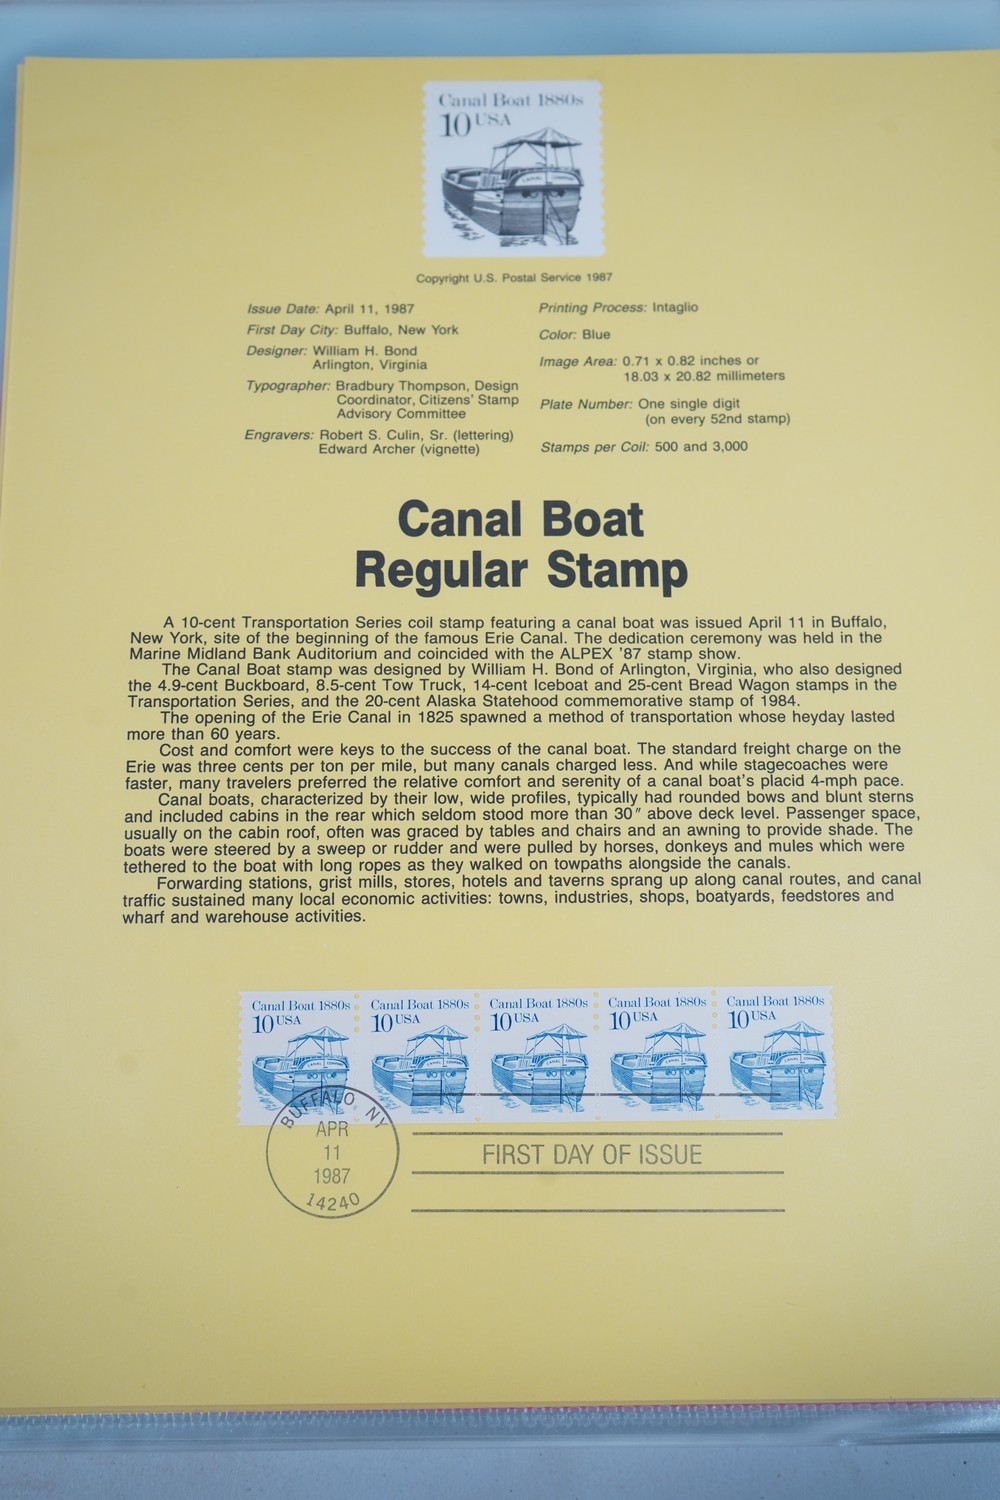 Canal Boat 1880s
10 USA
CANAL COMPANY
Copyright U.S. Postal Service 1987
Issue Date: April 11, 1987
First Day City: Buffalo, New York
Designer: William H. Bond
Arlington, Virginia
Typographer: Bradbury Thompson, Design
Coordinator, Citizens' Stamp
Advisory Committee
Engravers: Robert S. Culin, Sr. (lettering)
Edward Archer (vignette)
Printing Process: Intaglio
Color: Blue
Image Area: 0.71 x 0.82 inches or
18.03 x 20.82 millimeters
Plate Number: One single digit
(on every 52nd stamp)
Stamps per Coil: 500 and 3,000
Canal Boat
Regular Stamp
A 10-cent Transportation Series coil stamp featuring a canal boat was issued April 11 in Buffalo,
New York, site of the beginning of the famous Erie Canal. The dedication ceremony was held in the
Marine Midland Bank Auditorium and coincided with the ALPEX '87 stamp show.
The Canal Boat stamp was designed by William H. Bond of Arlington, Virginia, who also designed
the 4.9-cent Buckboard, 8.5-cent Tow Truck, 14-cent Iceboat and 25-cent Bread Wagon stamps in the
Transportation Series, and the 20-cent Alaska Statehood commemorative stamp of 1984.
The opening of the Erie Canal in 1825 spawned a method of transportation whose heyday lasted
more than 60 years.
Cost and comfort were keys to the success of the canal boat. The standard freight charge on the
Erie was three cents per ton per mile, but many canals charged less. And while stagecoaches were
faster, many travelers preferred the relative comfort and serenity of a canal boat's placid 4-mph pace.
Canal boats, characterized by their low, wide profiles, typically had rounded bows and blunt sterns
and included cabins in the rear which seldom stood more than 30″ above deck level. Passenger space,
usually on the cabin roof, often was graced by tables and chairs and an awning to provide shade. The
boats were steered by a sweep or rudder and were pulled by horses, donkeys and mules which were
tethered to the boat with long ropes as they walked on towpaths alongside the canals.
Forwarding stations, grist mills, stores, hotels and taverns sprang up along canal routes, and canal
traffic sustained many local economic activities: towns, industries, shops, boatyards, feedstores and
wharf and warehouse activities.
Canal Boat 1880s Canal Boat 1880s Canal Boat 1880s Canal Boat 1880s Canal Boat 1880s
10 USA 10 USA 10 USA 10 USA 10 USA
CANAL COMPANY CANAL COMPANY CANAL COMPANY CANAL COMPANY CANAL COMPANY
BUFFALO, NY
APR
11
1987
14240
FIRST DAY OF ISSUE